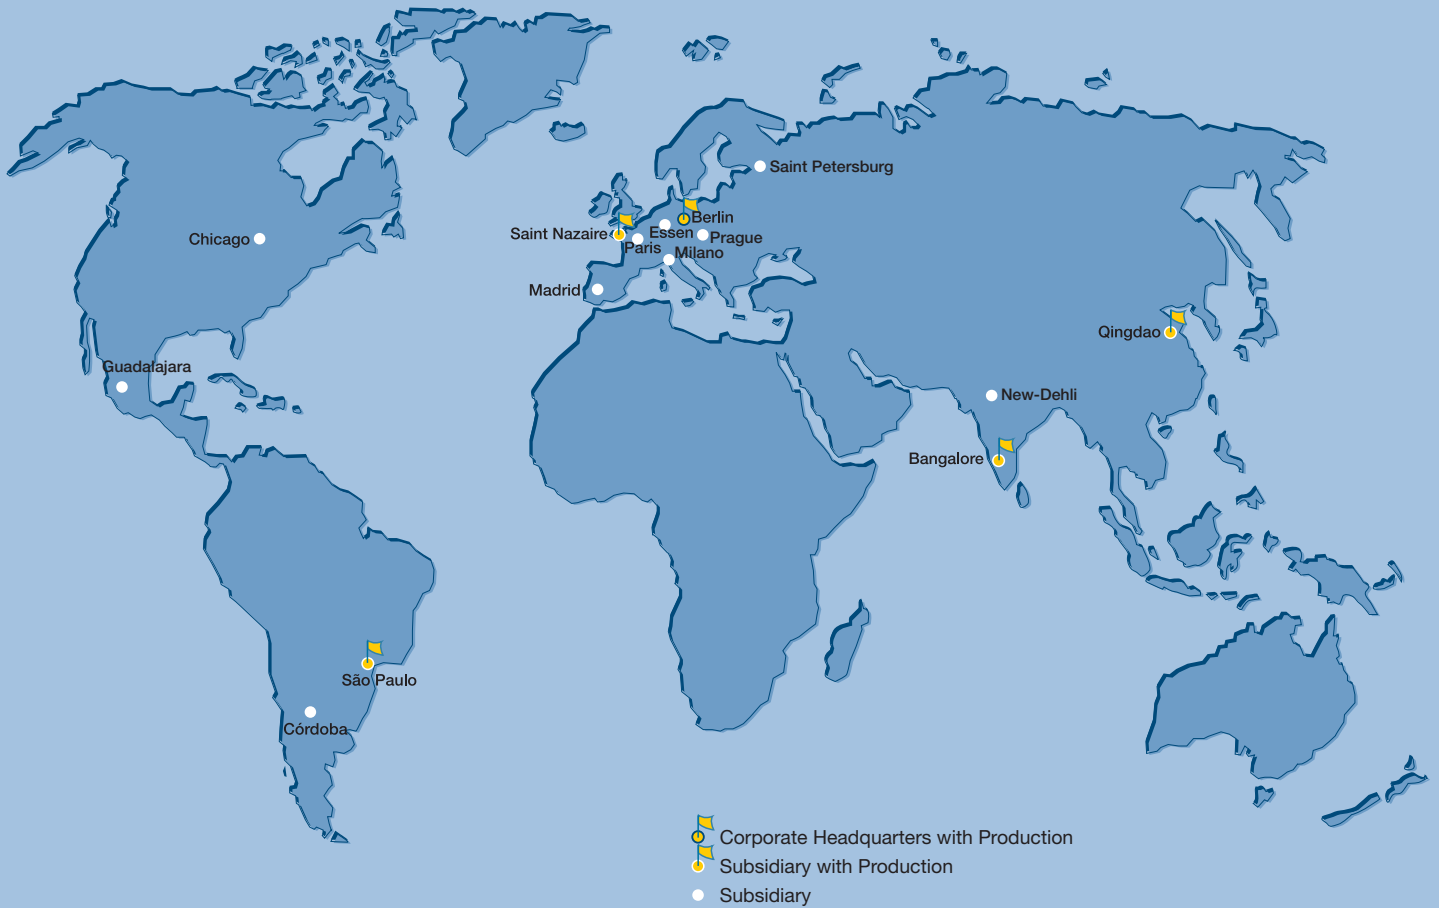 Saint Petersburg
Berlin
Saint Nazaire
Essen
Prague
Chicago
Paris
Milano
Madrid
Qingdao
Guadalajara
New-Dehli
Bangalore
São Paulo
Córdoba
Corporate Headquarters with Production
Subsidiary with Production
Subsidiary